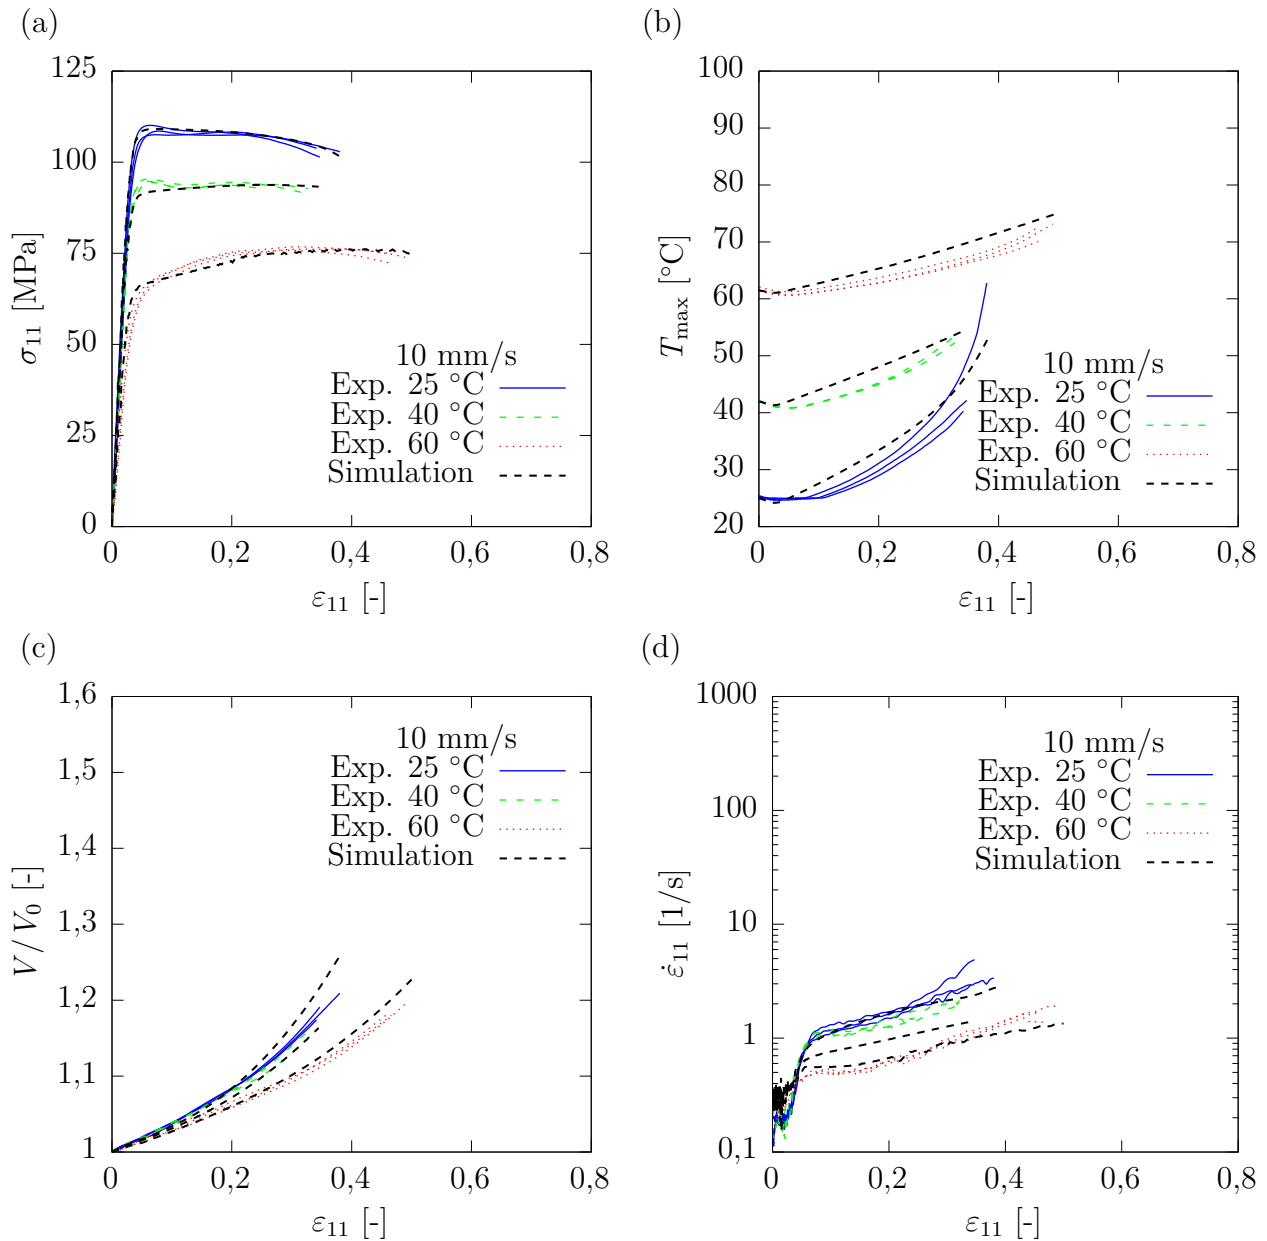 (a)
125
100
75
50
25
0
0
0,2
0,4
0,6
0,8
σ₁₁ [MPa]
ε₁₁ [-]
10 mm/s
Exp. 25 °C
Exp. 40 °C
Exp. 60 °C
Simulation
(b)
100
90
80
70
60
50
40
30
20
0
0,2
0,4
0,6
0,8
T_max [°C]
ε₁₁ [-]
10 mm/s
Exp. 25 °C
Exp. 40 °C
Exp. 60 °C
Simulation
(c)
1,6
1,5
1,4
1,3
1,2
1,1
1
0
0,2
0,4
0,6
0,8
V/V₀ [-]
ε₁₁ [-]
10 mm/s
Exp. 25 °C
Exp. 40 °C
Exp. 60 °C
Simulation
(d)
1000
100
10
1
0,1
0
0,2
0,4
0,6
0,8
ε̇₁₁ [1/s]
ε₁₁ [-]
10 mm/s
Exp. 25 °C
Exp. 40 °C
Exp. 60 °C
Simulation